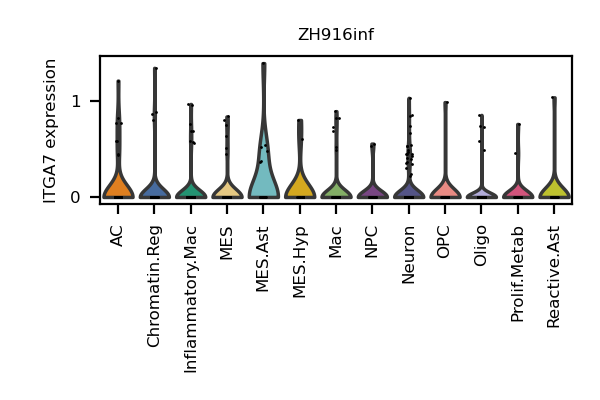 ZH916inf
ITGA7 expression
1
0
AC
Chromatin.Reg
Inflammatory.Mac
MES
MES.Ast
MES.Hyp
Mac
NPC
Neuron
OPC
Oligo
Prolif.Metab
Reactive.Ast